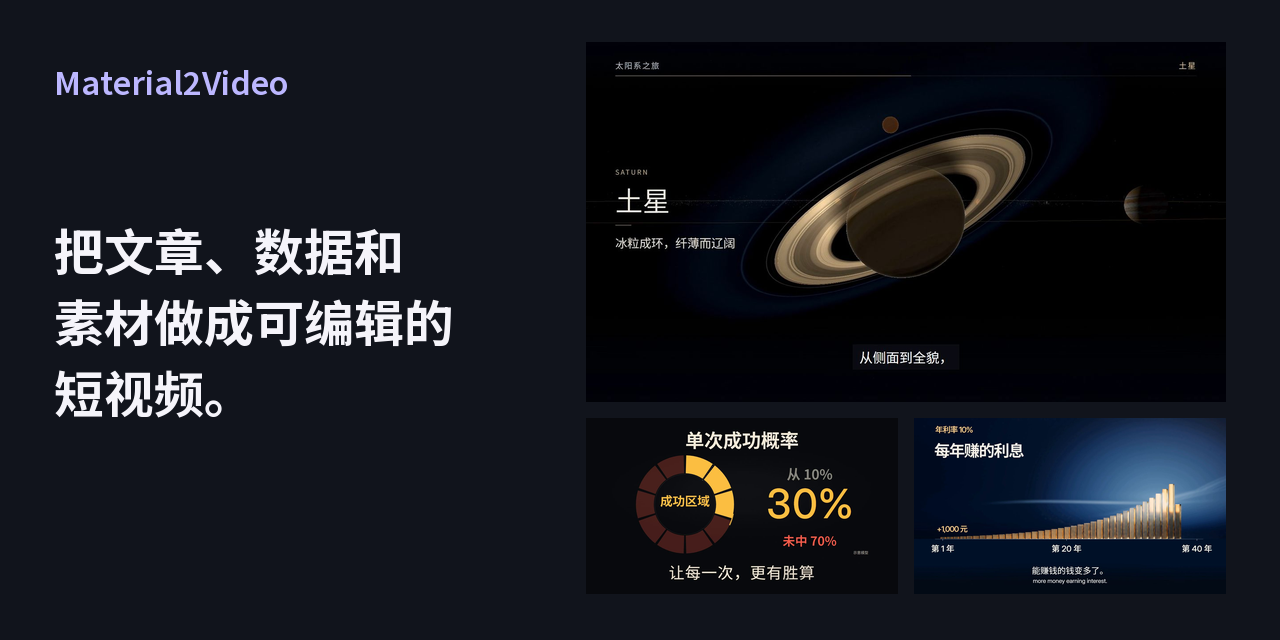 Material2Video
把文章、数据和
素材做成可编辑的
短视频。
太阳系之旅
土星
SATURN
土星
冰粒成环，纤薄而辽阔
从侧面到全貌，
单次成功概率
成功区域
从 10%
30%
未中 70%
让每一次，更有胜算
年利率 10%
每年赚的利息
+1,000 元
第 1 年
第 20 年
第 40 年
能赚钱的钱变多了。
more money earning interest.